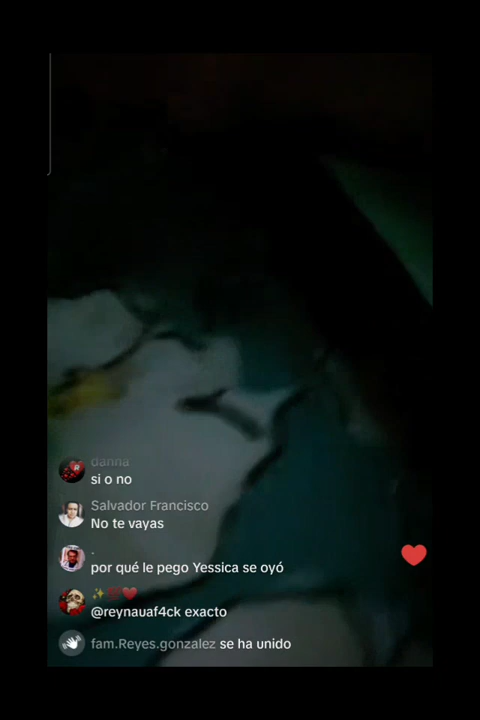 danna
si o no
Salvador Francisco
No te vayas
.
por qué le pego Yessica se oyó
✨💯❤️
@reynauaf4ck exacto
fam.Reyes.gonzalez se ha unido